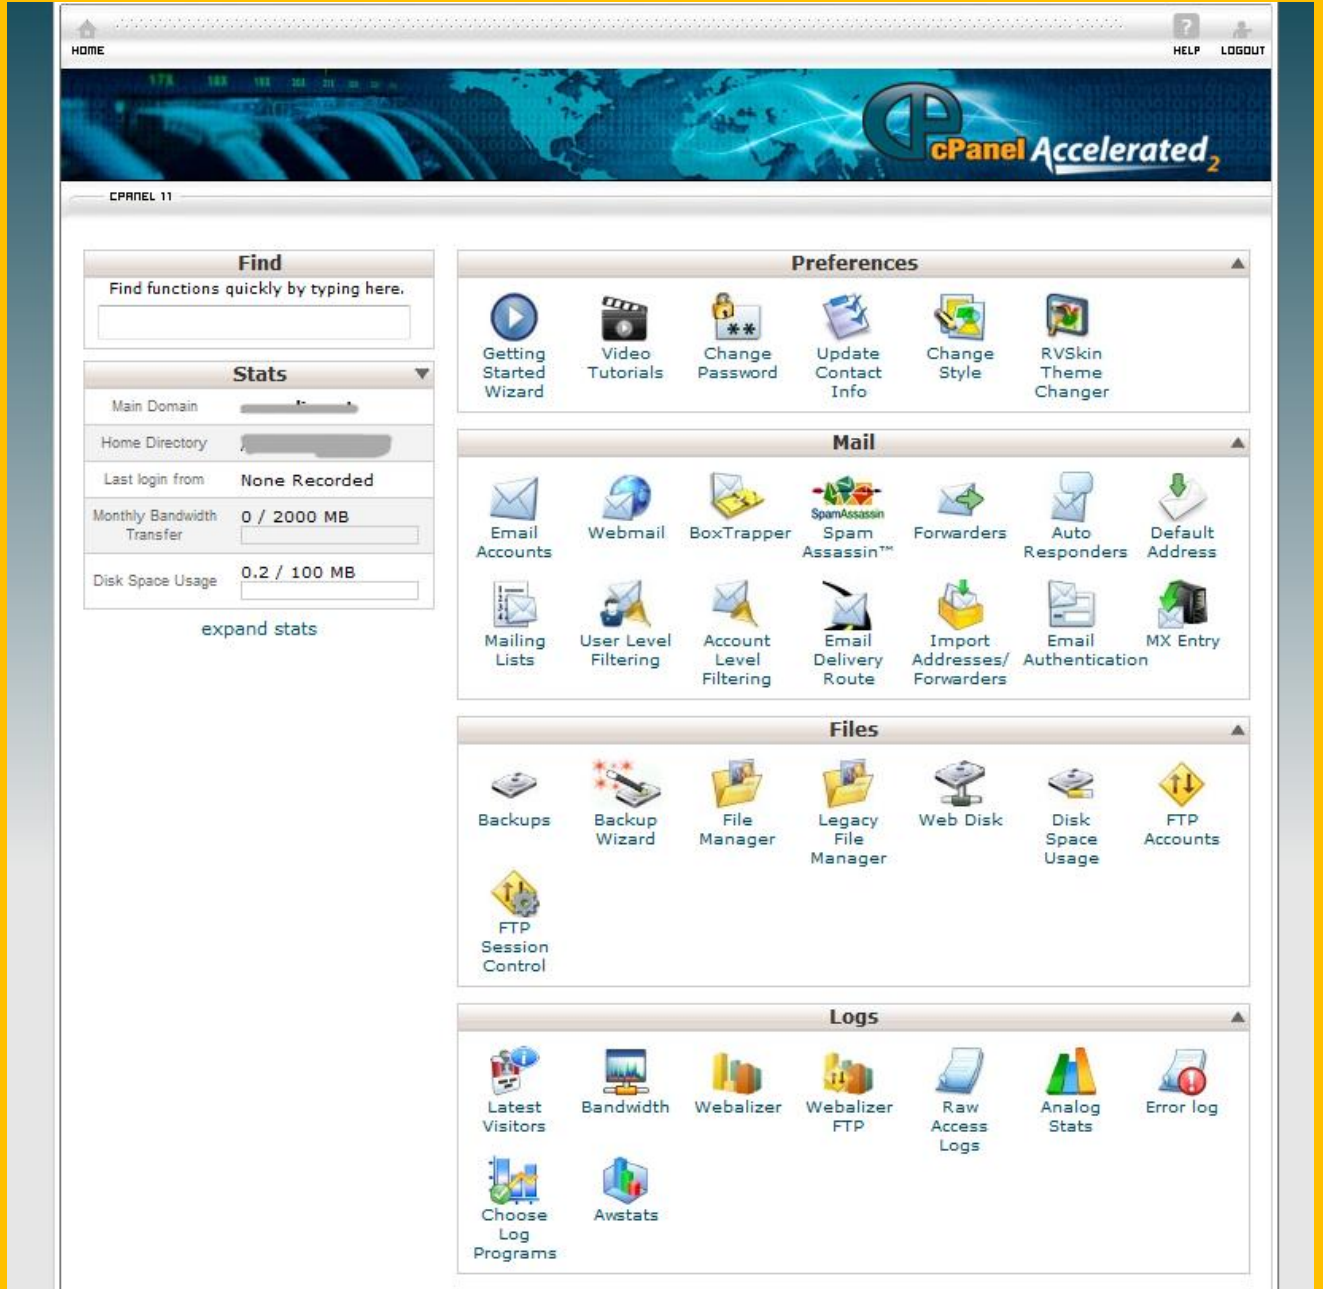 HOME
HELP LOGOUT
cPanel Accelerated2
CPANEL 11
Find
Find functions quickly by typing here.
Stats
Main Domain
Home Directory
Last login from None Recorded
Monthly Bandwidth Transfer 0 / 2000 MB
Disk Space Usage 0.2 / 100 MB
expand stats
Preferences
Getting Started Wizard
Video Tutorials
Change Password
Update Contact Info
Change Style
RVSkin Theme Changer
Mail
Email Accounts
Webmail
BoxTrapper
SpamAssassin
Spam Assassin™
Forwarders
Auto Responders
Default Address
Mailing Lists
User Level Filtering
Account Level Filtering
Email Delivery Route
Import Addresses/ Forwarders
Email Authentication
MX Entry
Files
Backups
Backup Wizard
File Manager
Legacy File Manager
Web Disk
Disk Space Usage
FTP Accounts
FTP Session Control
Logs
Latest Visitors
Bandwidth
Webalizer
Webalizer FTP
Raw Access Logs
Analog Stats
Error log
Choose Log Programs
Awstats